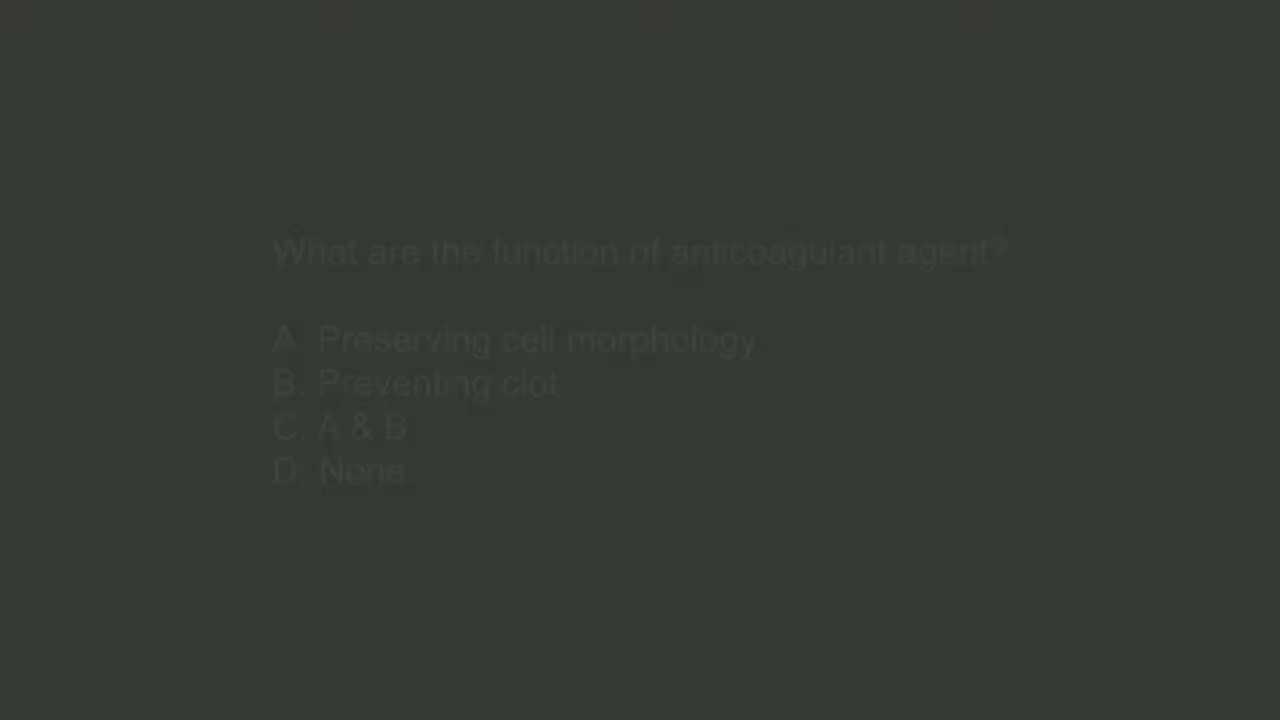 What are the function of anticoagulant agent?
A. Preserving cell morphology
B. Preventing clot
C. A & B
D. None